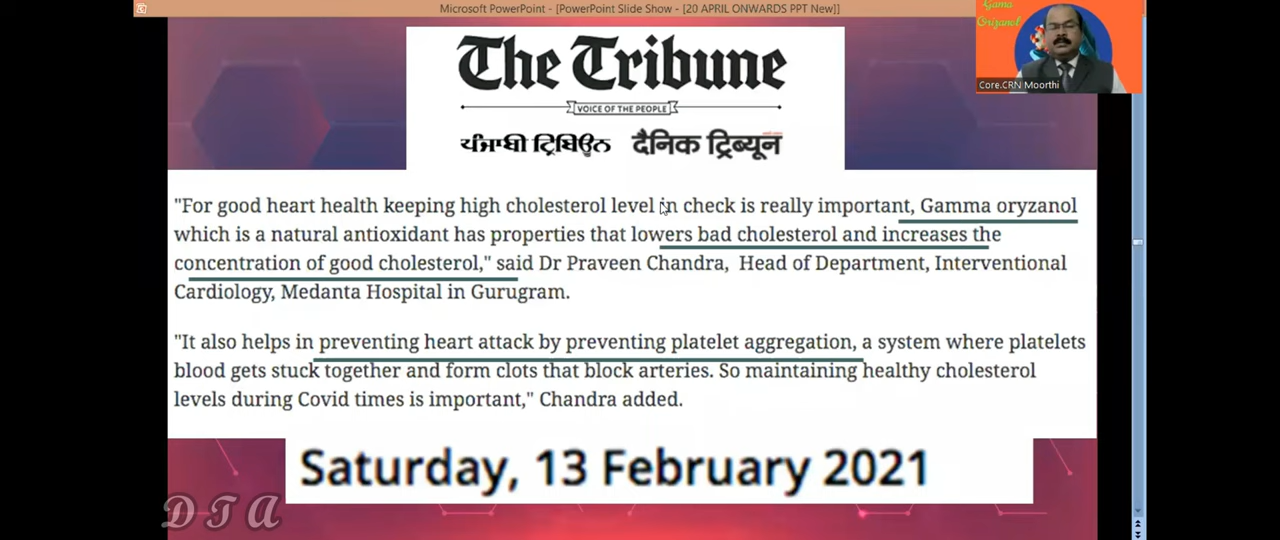 Microsoft PowerPoint - [PowerPoint Slide Show - [20 APRIL ONWARDS PPT New]]
Gama
Orizanol
Core.CRN Moorthi
The Tribune
VOICE OF THE PEOPLE
ਪੰਜਾਬੀ ਟ੍ਰਿਬਿਊਨ दैनिक ट्रिब्यून
"For good heart health keeping high cholesterol level in check is really important, Gamma oryzanol
which is a natural antioxidant has properties that lowers bad cholesterol and increases the
concentration of good cholesterol," said Dr Praveen Chandra, Head of Department, Interventional
Cardiology, Medanta Hospital in Gurugram.
"It also helps in preventing heart attack by preventing platelet aggregation, a system where platelets
blood gets stuck together and form clots that block arteries. So maintaining healthy cholesterol
levels during Covid times is important," Chandra added.
Saturday, 13 February 2021
DTA